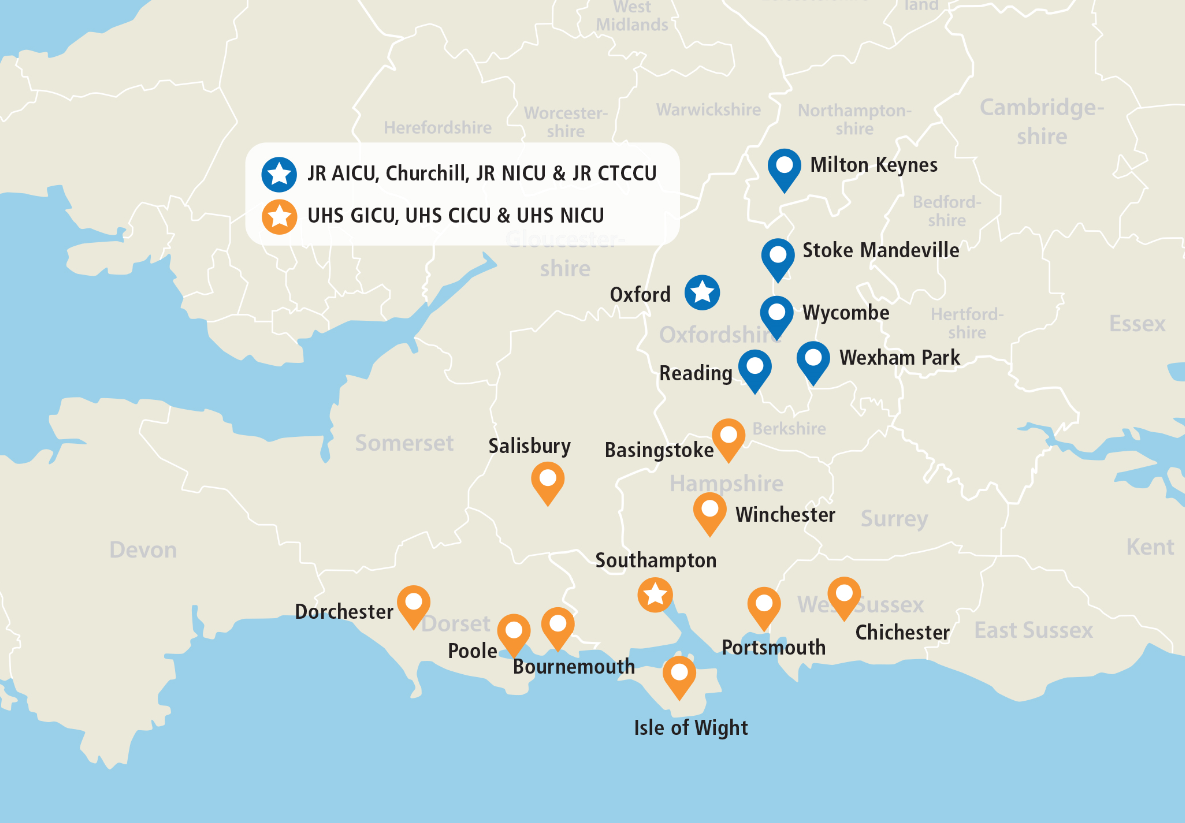 West
Midlands
land
Cambridge-
shire
Worcester-
shire
Warwickshire
Northampton-
shire
Herefordshire
JR AICU, Churchill, JR NICU & JR CTCCU
UHS GICU, UHS CICU & UHS NICU
Milton Keynes
Bedford-
shire
Gloucester-
shire
Stoke Mandeville
Oxford
Wycombe
Hertford-
shire
Essex
Oxfordshire
Wexham Park
Reading
Berkshire
Somerset
Salisbury
Basingstoke
Hampshire
Winchester
Surrey
Devon
Kent
Southampton
Dorchester
Dorset
West Sussex
Chichester
East Sussex
Poole
Bournemouth
Portsmouth
Isle of Wight